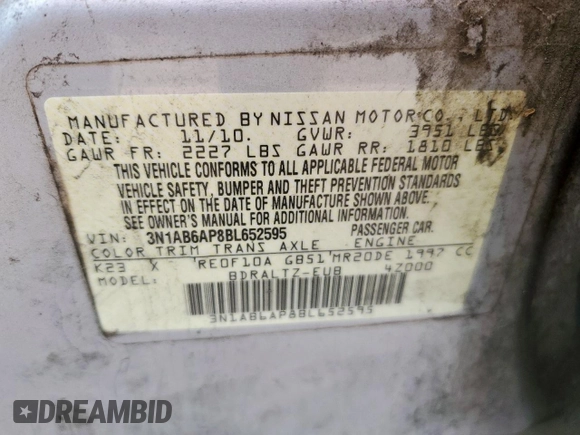 MANUFACTURED BY NISSAN MOTOR CO., LTD.
DATE: 11/10. GVWR: 3951 LBS
GAWR FR: 2227 LBS GAWR RR: 1810 LBS
THIS VEHICLE CONFORMS TO ALL APPLICABLE FEDERAL MOTOR
VEHICLE SAFETY, BUMPER AND THEFT PREVENTION STANDARDS
IN EFFECT ON THE DATE OF MANUFACTURE SHOWN ABOVE.
SEE OWNER'S MANUAL FOR ADDITIONAL INFORMATION
VIN: 3N1AB6AP8BL652595 PASSENGER CAR.
COLOR TRIM TRANS AXLE ENGINE
K23 X RE0F10A GB51 MR20DE 1997 CC
MODEL: BDRALTZ-EUB 4Z000
3N1AB6AP8BL652595
DREAMBID